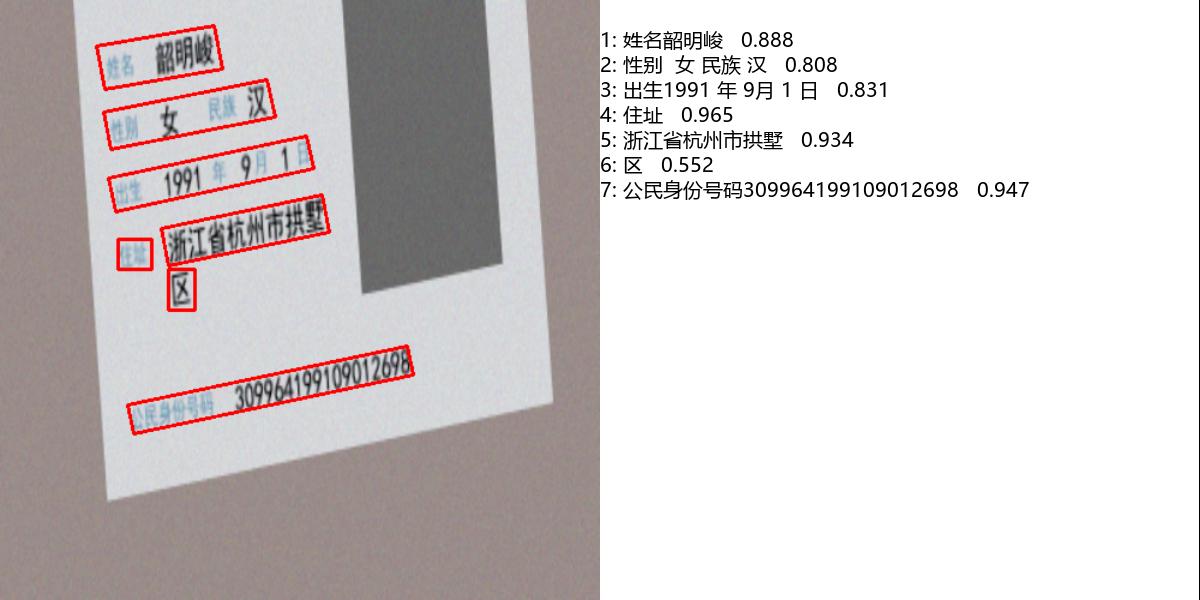 姓名 韶明峻
性别 女 民族 汉
出生 1991 年 9月 1 日
住址 浙江省杭州市拱墅
区
公民身份号码 309964199109012698
1: 姓名韶明峻 0.888
2: 性别 女 民族 汉 0.808
3: 出生1991 年 9月 1 日 0.831
4: 住址 0.965
5: 浙江省杭州市拱墅 0.934
6: 区 0.552
7: 公民身份号码309964199109012698 0.947